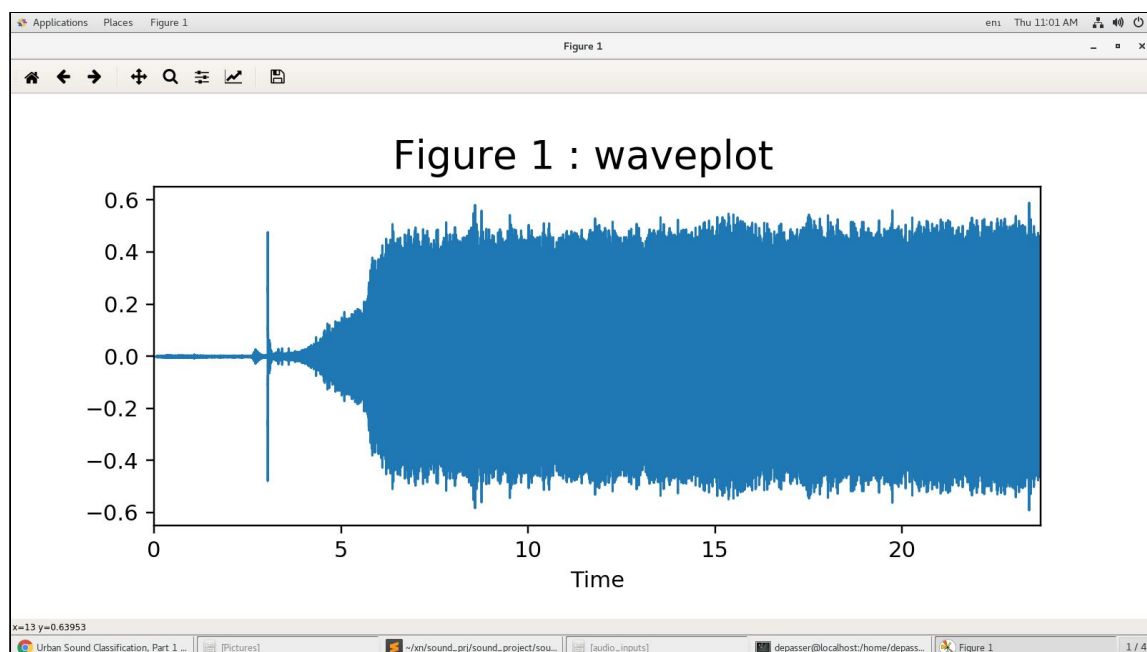 Applications Places Figure 1 en₁ Thu 11:01 AM
Figure 1
Figure 1 : waveplot
0.6
0.4
0.2
0.0
−0.2
−0.4
−0.6
0 5 10 15 20
Time
x=13 y=0.63953
Urban Sound Classification, Part 1 ... [Pictures] ~/xn/sound_prj/sound_project/sou... [audio_inputs] depasser@localhost:/home/depass... Figure 1 1/4